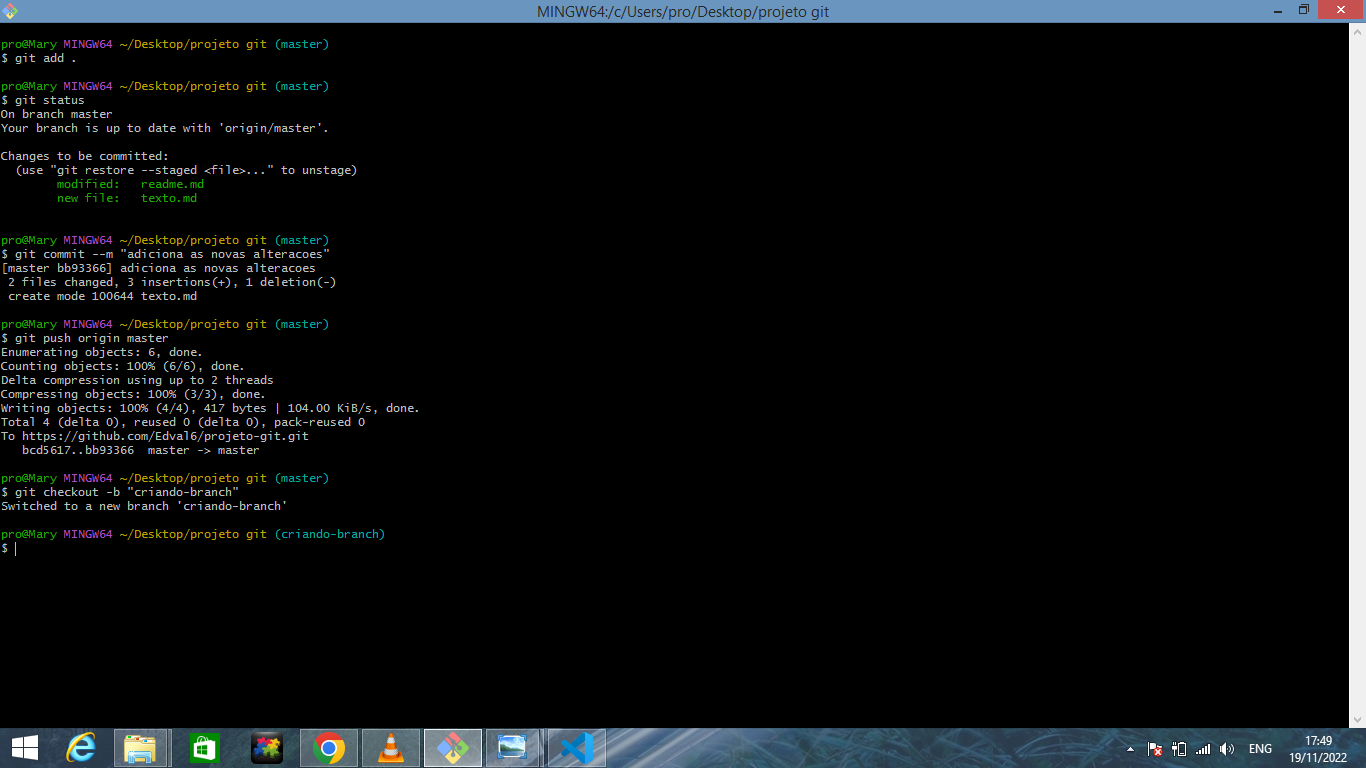 MINGW64:/c/Users/pro/Desktop/projeto git
pro@Mary MINGW64 ~/Desktop/projeto git (master)
$ git add .
pro@Mary MINGW64 ~/Desktop/projeto git (master)
$ git status
On branch master
Your branch is up to date with 'origin/master'.
Changes to be committed:
(use "git restore --staged <file>..." to unstage)
modified: readme.md
new file: texto.md
pro@Mary MINGW64 ~/Desktop/projeto git (master)
$ git commit --m "adiciona as novas alteracoes"
[master bb93366] adiciona as novas alteracoes
2 files changed, 3 insertions(+), 1 deletion(-)
create mode 100644 texto.md
pro@Mary MINGW64 ~/Desktop/projeto git (master)
$ git push origin master
Enumerating objects: 6, done.
Counting objects: 100% (6/6), done.
Delta compression using up to 2 threads
Compressing objects: 100% (3/3), done.
Writing objects: 100% (4/4), 417 bytes | 104.00 KiB/s, done.
Total 4 (delta 0), reused 0 (delta 0), pack-reused 0
To https://github.com/Edval6/projeto-git.git
bcd5617..bb93366 master -> master
pro@Mary MINGW64 ~/Desktop/projeto git (master)
$ git checkout -b "criando-branch"
Switched to a new branch 'criando-branch'
pro@Mary MINGW64 ~/Desktop/projeto git (criando-branch)
$
ENG
17:49
19/11/2022